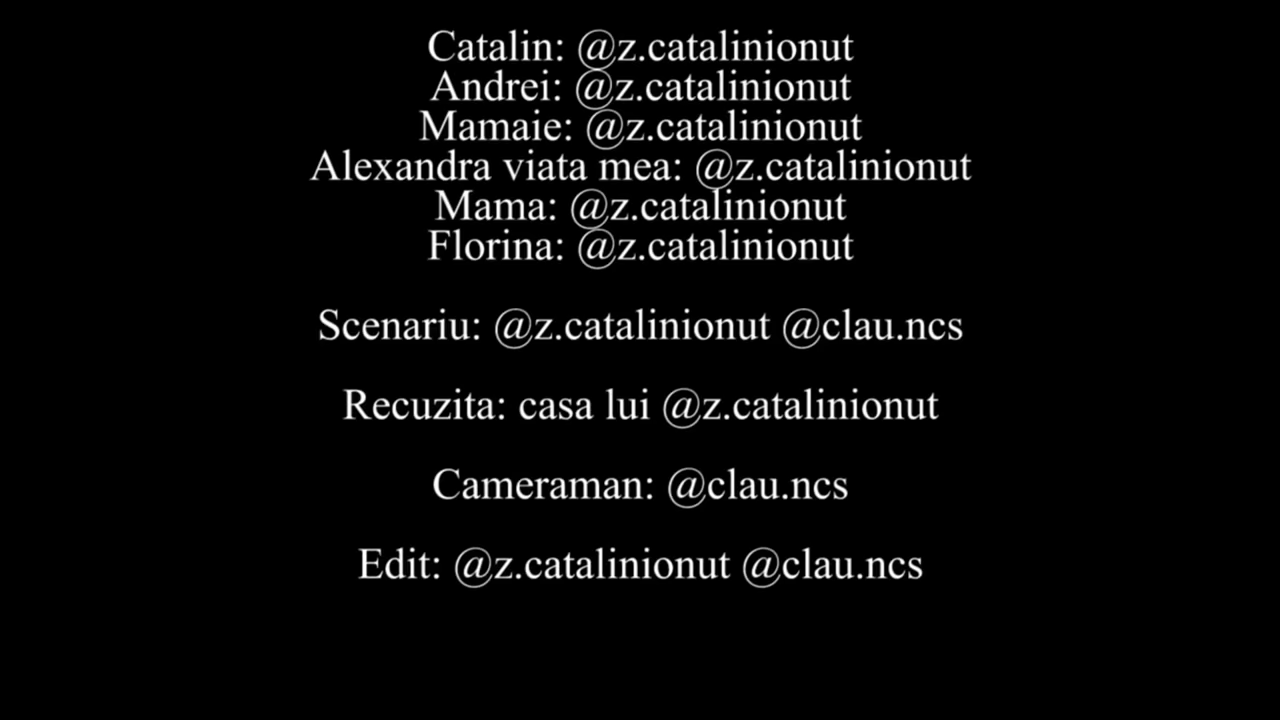 Catalin: @z.catalinionut
Andrei: @z.catalinionut
Mamaie: @z.catalinionut
Alexandra viata mea: @z.catalinionut
Mama: @z.catalinionut
Florina: @z.catalinionut
Scenariu: @z.catalinionut @clau.ncs
Recuzita: casa lui @z.catalinionut
Cameraman: @clau.ncs
Edit: @z.catalinionut @clau.ncs